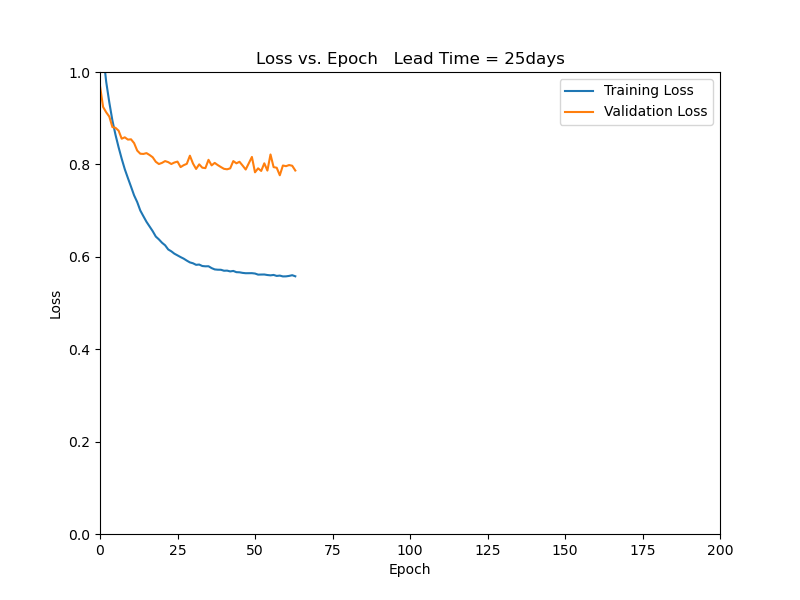 Loss vs. Epoch   Lead Time = 25days
Training Loss
Validation Loss
1.0
0.8
0.6
0.4
0.2
0.0
Loss
0 25 50 75 100 125 150 175 200
Epoch